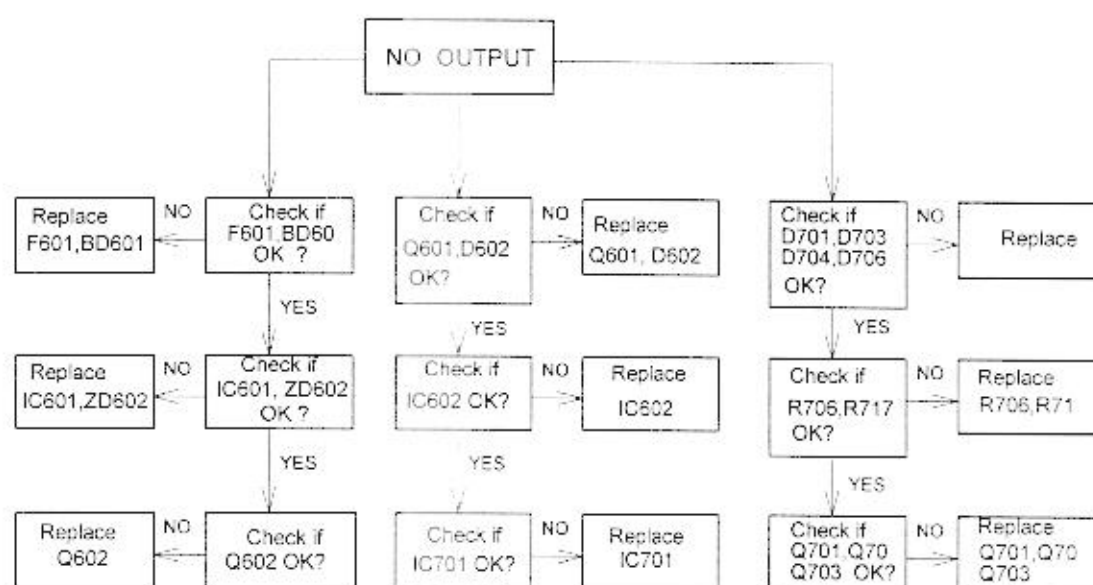 NO OUTPUT
Replace
F601,BD601
NO
Check if
F601,BD60
OK ?
Check if
Q601,D602
OK?
NO
Replace
Q601, D602
Check if
D701,D703
D704,D706
OK?
NO
Replace
YES
YES
YES
Replace
IC601,ZD602
NO
Check if
IC601, ZD602
OK ?
Check if
IC602 OK?
NO
Replace
IC602
Check if
R706,R717
OK?
NO
Replace
R706,R71
YES
YES
YES
Replace
Q602
NO
Check if
Q602 OK?
Check if
IC701 OK?
NO
Replace
IC701
Check if
Q701,Q70
Q703 OK?
NO
Replace
Q701,Q70
Q703